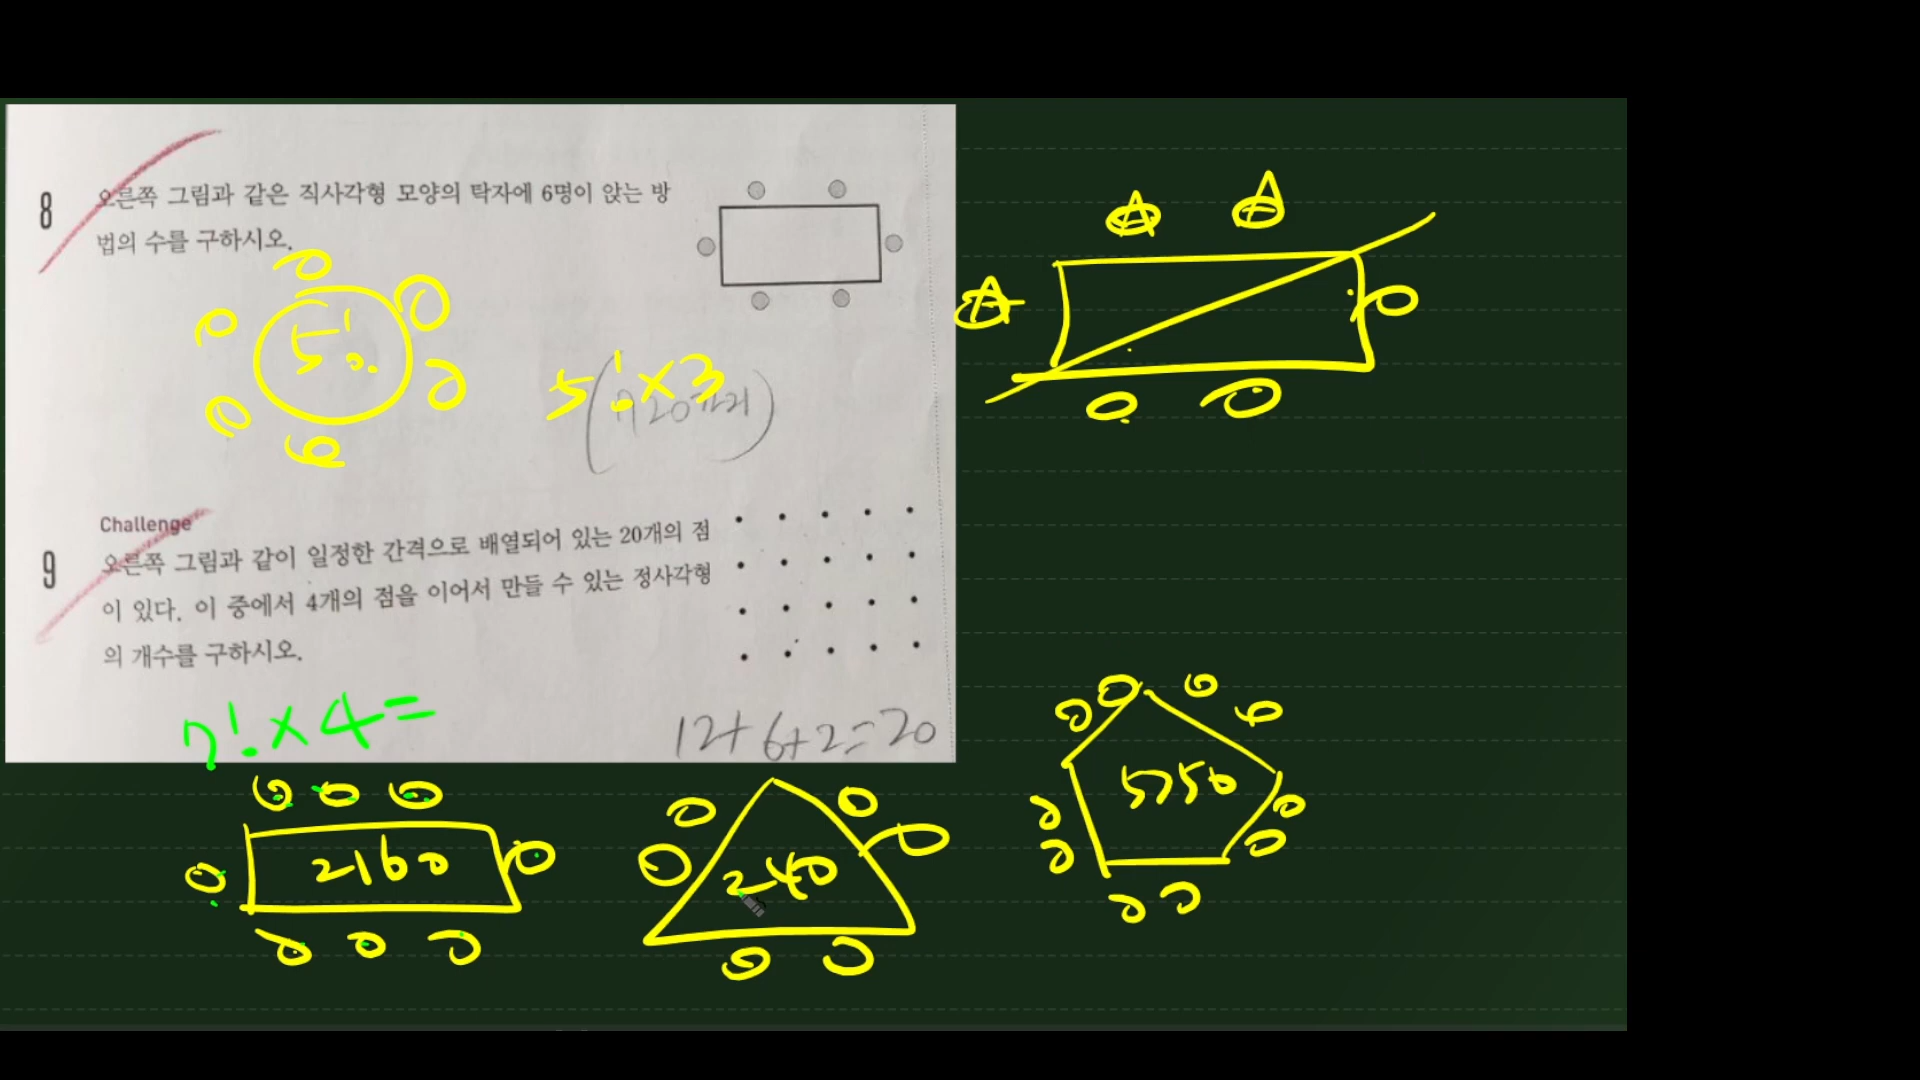 8
오른쪽 그림과 같은 직사각형 모양의 탁자에 6명이 앉는 방
법의 수를 구하시오.
5!
5!×3
A A
A
Challenge
9
오른쪽 그림과 같이 일정한 간격으로 배열되어 있는 20개의 점
이 있다. 이 중에서 4개의 점을 이어서 만들 수 있는 정사각형
의 개수를 구하시오.
7!×4=
12+6+2=20
2160
240
5750